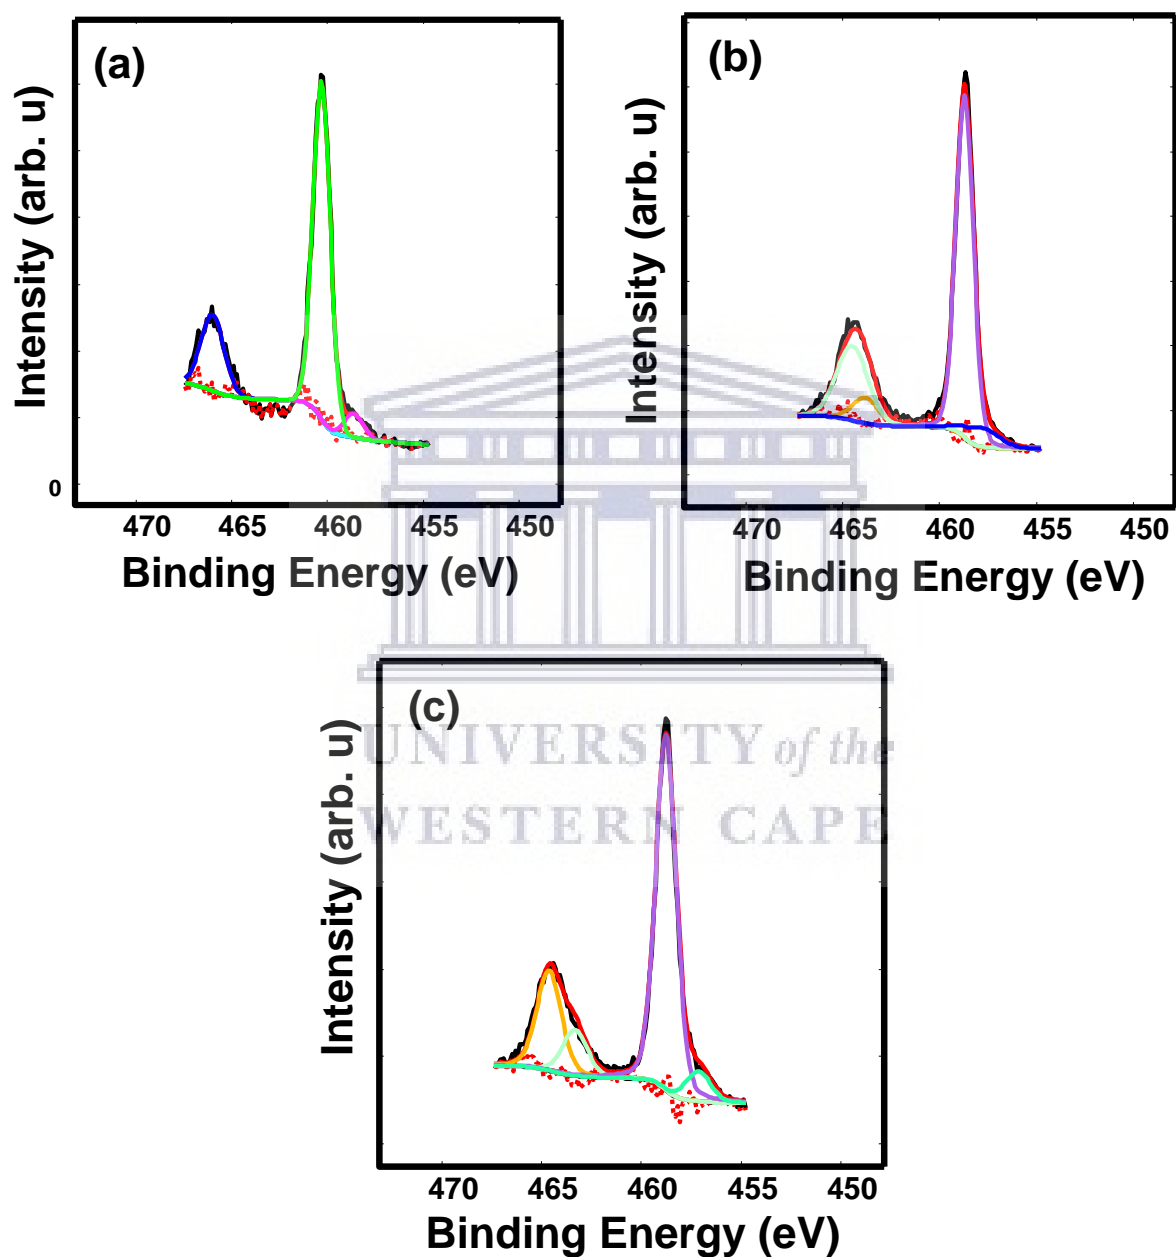 (a)
Intensity (arb. u)
0
470 465 460 455 450
Binding Energy (eV)
(b)
Intensity (arb. u)
470 465 460 455 450
Binding Energy (eV)
(c)
Intensity (arb. u)
470 465 460 455 450
Binding Energy (eV)
UNIVERSITY of the
WESTERN CAPE